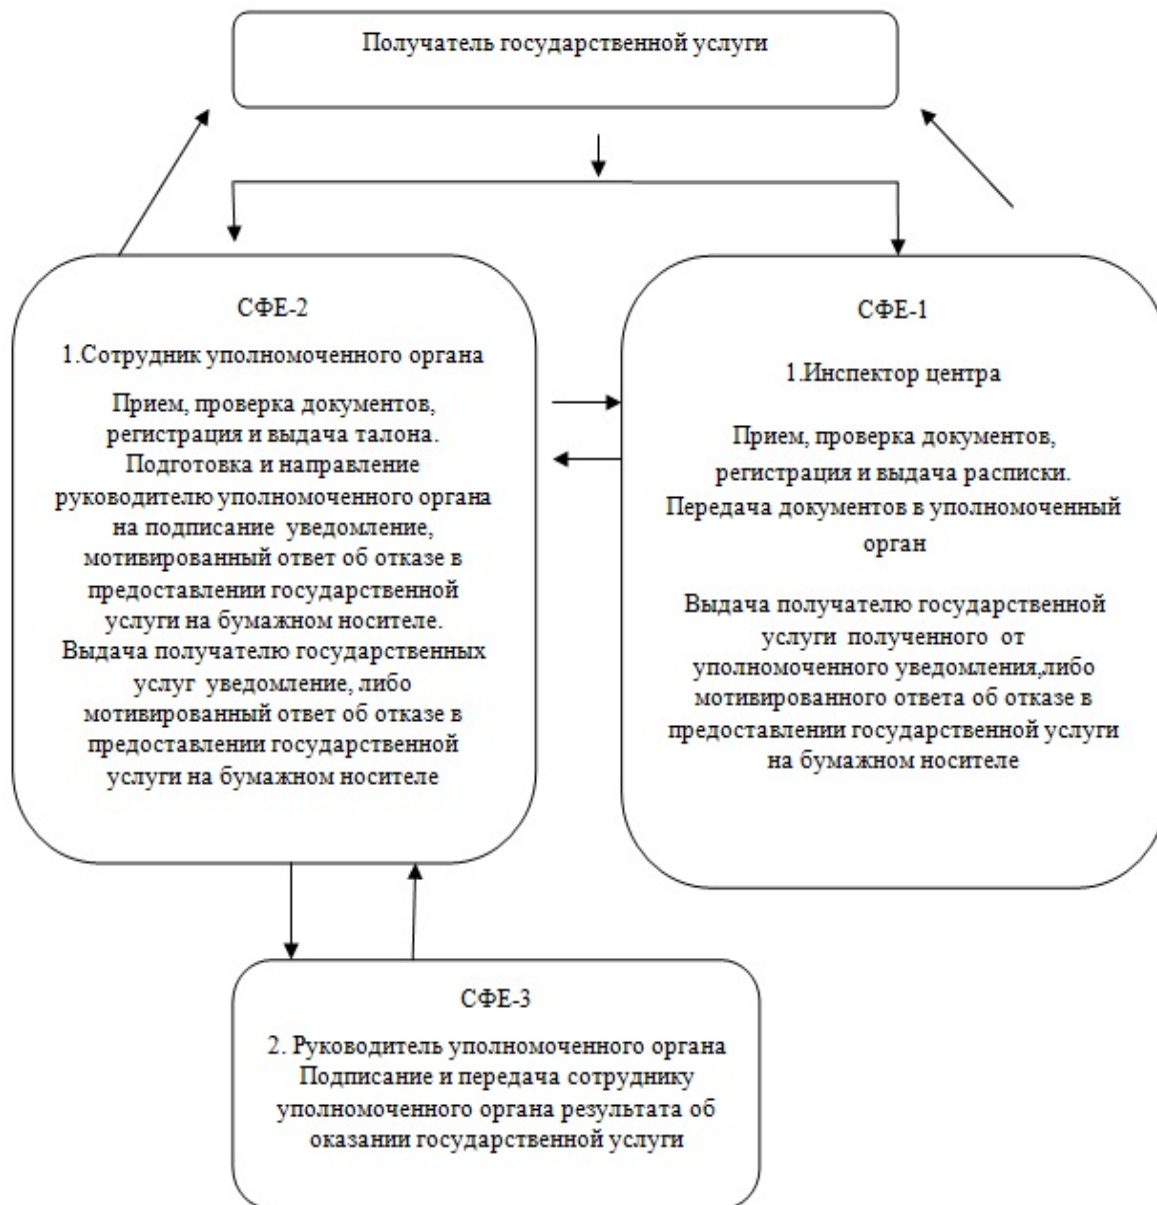 Получатель государственной услуги
СФЕ-2
1.Сотрудник уполномоченного органа
Прием, проверка документов,
регистрация и выдача талона.
Подготовка и направление
руководителю уполномоченного органа
на подписание уведомление,
мотивированный ответ об отказе в
предоставлении государственной
услуги на бумажном носителе.
Выдача получателю государственных
услуг уведомление, либо
мотивированный ответ об отказе в
предоставлении государственной
услуги на бумажном носителе
СФЕ-1
1.Инспектор центра
Прием, проверка документов,
регистрация и выдача расписки.
Передача документов в уполномоченный
орган
Выдача получателю государственной
услуги полученного от
уполномоченного уведомления,либо
мотивированного ответа об отказе в
предоставлении государственной услуги
на бумажном носителе
СФЕ-3
2. Руководитель уполномоченного органа
Подписание и передача сотруднику
уполномоченного органа результата об
оказании государственной услуги